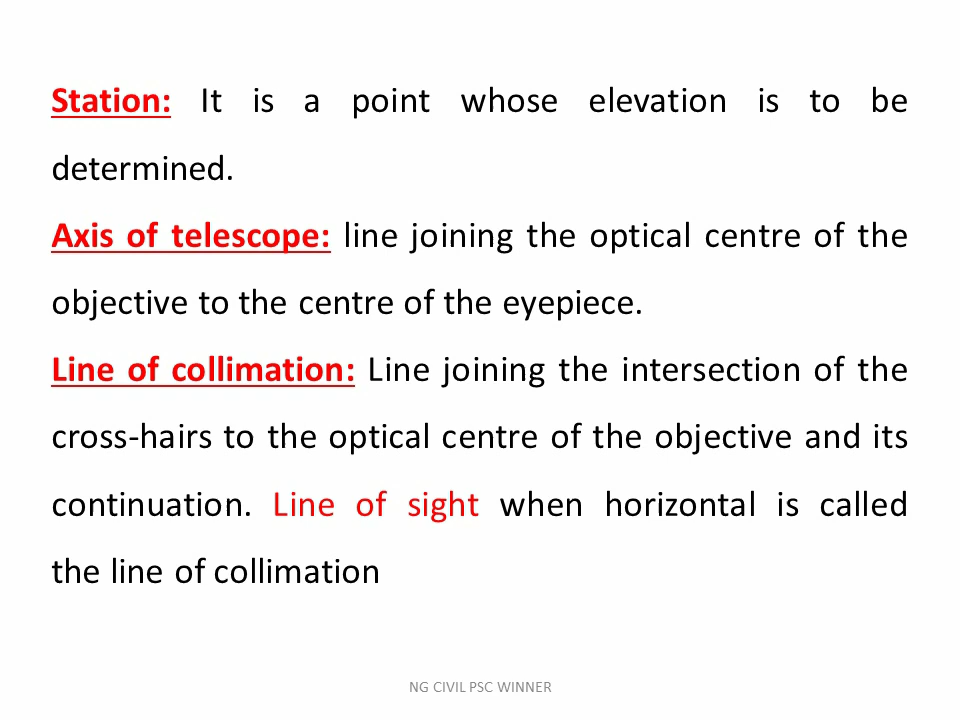 Station: It is a point whose elevation is to be
determined.
Axis of telescope: line joining the optical centre of the
objective to the centre of the eyepiece.
Line of collimation: Line joining the intersection of the
cross-hairs to the optical centre of the objective and its
continuation. Line of sight when horizontal is called
the line of collimation
NG CIVIL PSC WINNER